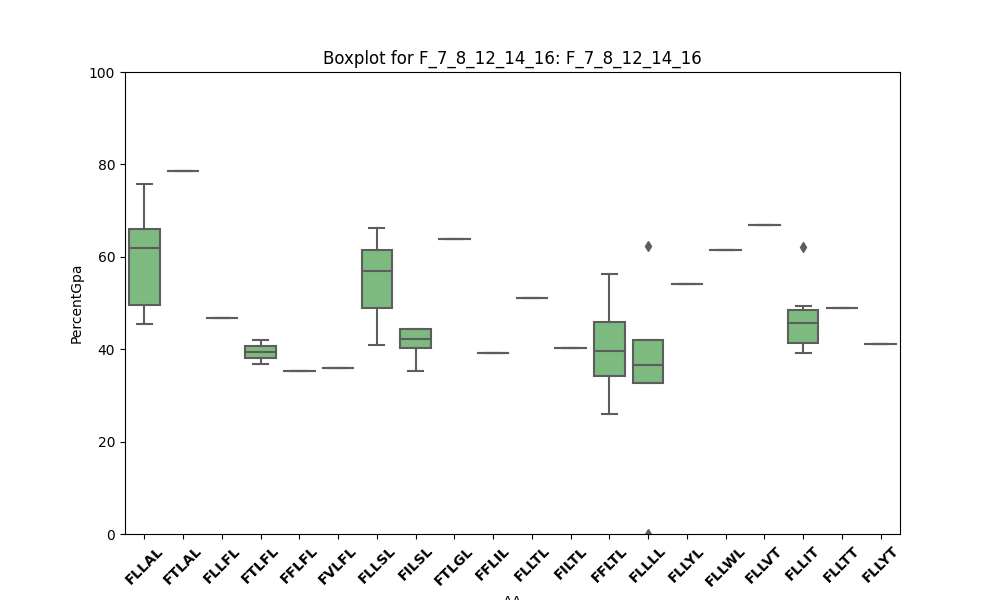 Boxplot for F_7_8_12_14_16: F_7_8_12_14_16
PercentGpa
100
80
60
40
20
0
FLLAL
FTLAL
FLLFL
FTLFL
FFLFL
FVLFL
FLLSL
FILSL
FTLGL
FFLIL
FLLTL
FILTL
FFLTL
FLLLL
FLLYL
FLLWL
FLLVT
FLLIT
FLLTT
FLLYT
AA